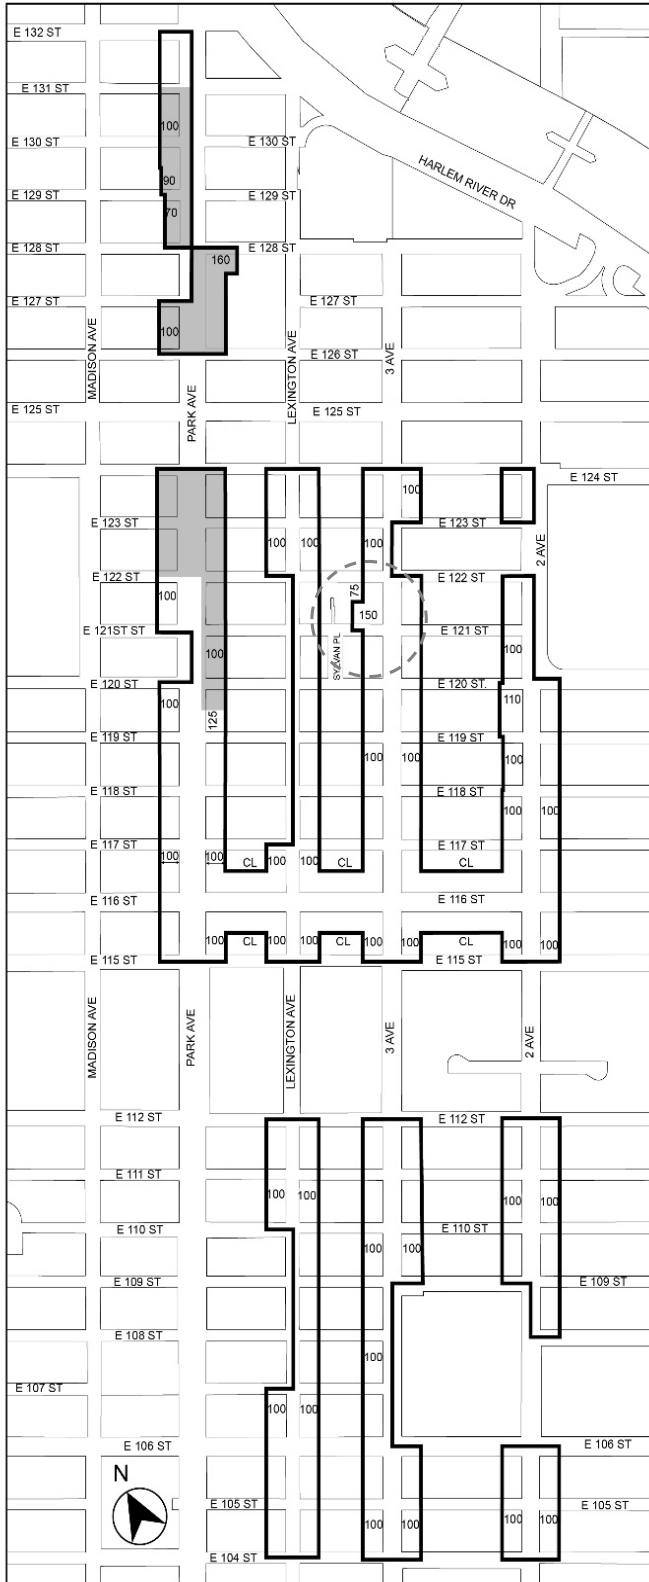 E 132 ST
E 131 ST
100
E 130 ST E 130 ST
HARLEM RIVER DR
90
E 129 ST E 129 ST
70
E 128 ST E 128 ST
160
E 127 ST E 127 ST
100
MADISON AVE
LEXINGTON AVE
3 AVE
E 126 ST
PARK AVE
E 125 ST E 125 ST
E 124 ST
100
E 123 ST E 123 ST
100 100 100
2 AVE
E 122 ST E 122 ST
100 75
150
E 121ST ST E 121 ST
SYLVAN PL
100 100
E 120 ST E 120 ST.
100 110
125
E 119 ST E 119 ST
100 100 100
E 118 ST E 118 ST
100 100
E 117 ST E 117 ST
100 100 CL 100 100 CL CL
E 116 ST E 116 ST
100 CL 100 100 CL 100 100 CL 100 100
E 115 ST E 115 ST
MADISON AVE
PARK AVE
LEXINGTON AVE
3 AVE
2 AVE
E 112 ST E 112 ST
E 111 ST
100 100 100 100
E 110 ST E 110 ST
100 100
E 109 ST E 109 ST
E 108 ST
100
E 107 ST
100 100
E 106 ST E 106 ST
N
E 105 ST E 105 ST
100 100 100 100
E 104 ST